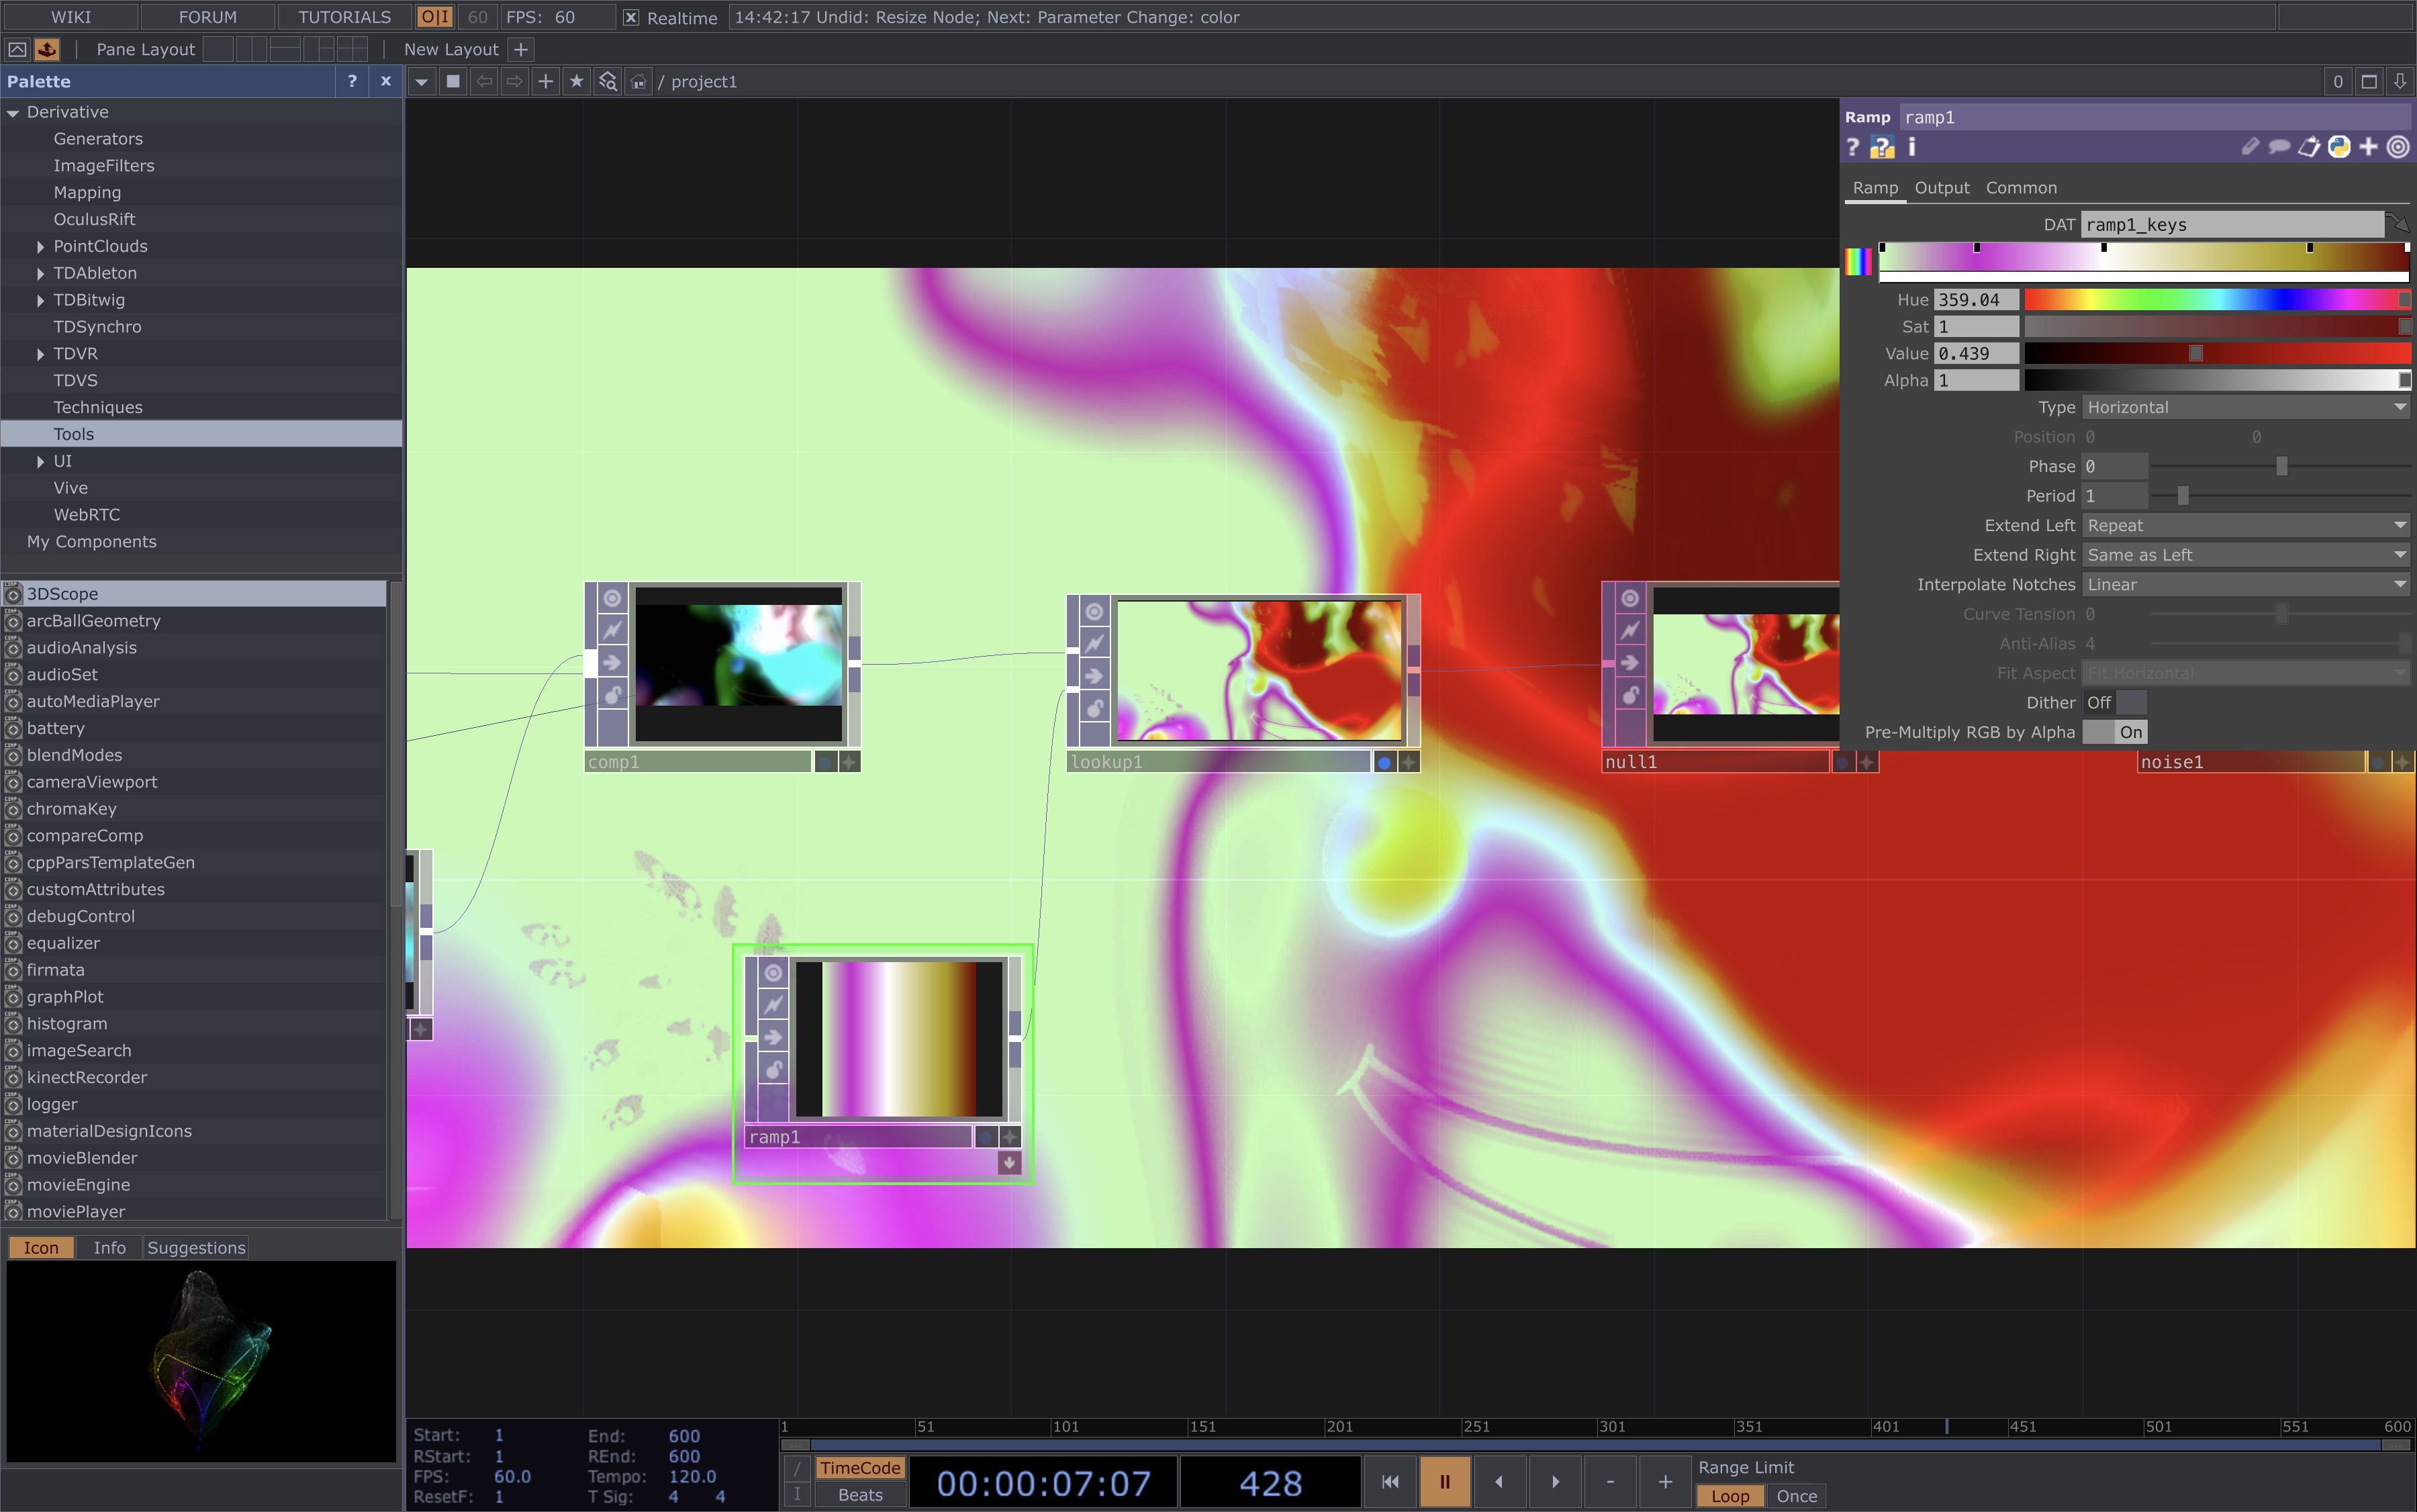 WIKI FORUM TUTORIALS O|I 60 FPS: 60 x Realtime 14:42:17 Undid: Resize Node; Next: Parameter Change: color
Pane Layout New Layout +
Palette ? x
/ project1 0
Derivative
Generators
ImageFilters
Mapping
OculusRift
PointClouds
TDAbleton
TDBitwig
TDSynchro
TDVR
TDVS
Techniques
Tools
UI
Vive
WebRTC
My Components
3DScope
arcBallGeometry
audioAnalysis
audioSet
autoMediaPlayer
battery
blendModes
cameraViewport
chromaKey
compareComp
cppParsTemplateGen
customAttributes
debugControl
equalizer
firmata
graphPlot
histogram
imageSearch
kinectRecorder
logger
materialDesignIcons
movieBlender
movieEngine
moviePlayer
Icon Info Suggestions
comp1
lookup1
null1
noise1
ramp1
Ramp ramp1
? ? i
Ramp Output Common
DAT ramp1_keys
Hue 359.04
Sat 1
Value 0.439
Alpha 1
Type Horizontal
Position 0 0
Phase 0
Period 1
Extend Left Repeat
Extend Right Same as Left
Interpolate Notches Linear
Curve Tension 0
Anti-Alias 4
Fit Aspect Fit Horizontal
Dither Off
Pre-Multiply RGB by Alpha On
Start: 1 End: 600
RStart: 1 REnd: 600
FPS: 60.0 Tempo: 120.0
ResetF: 1 T Sig: 4 4
1 51 101 151 201 251 301 351 401 451 501 551 600
/ TimeCode
I Beats
00:00:07:07 428
- +
Range Limit
Loop Once